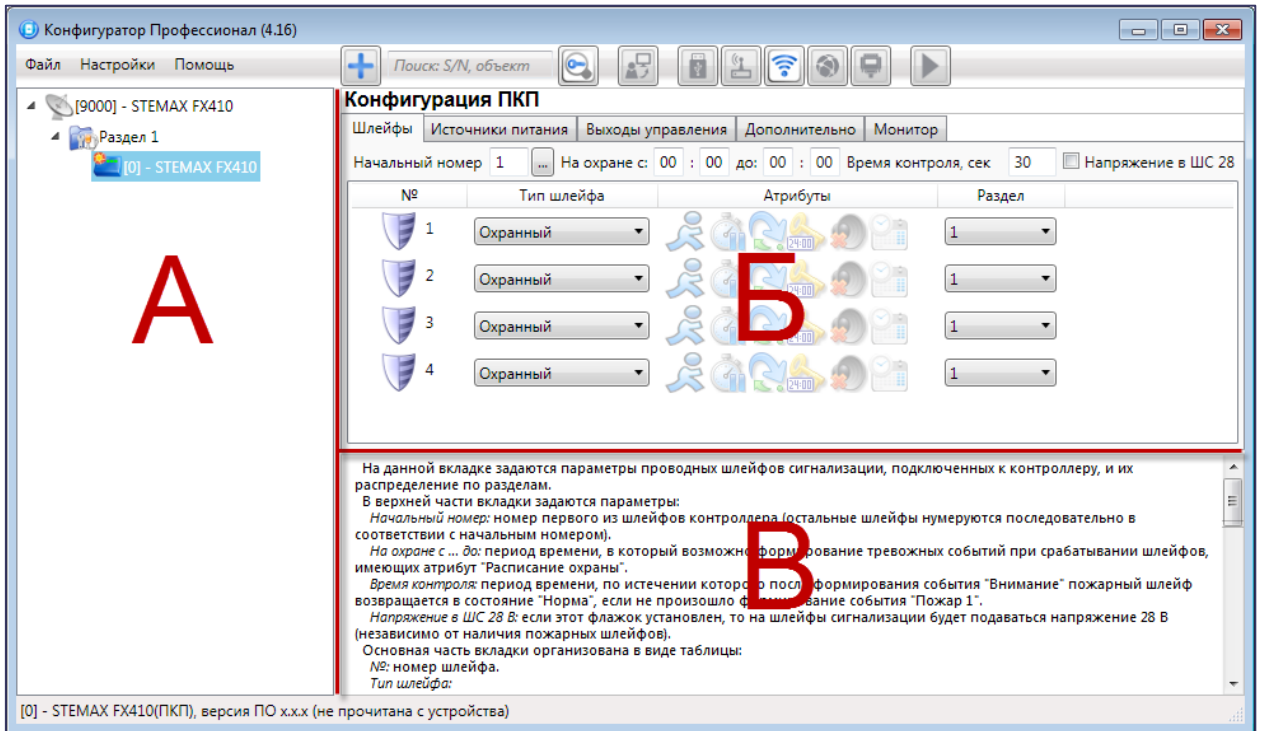 Конфигуратор Профессионал (4.16)
Файл Настройки Помощь
Поиск: S/N, объект
[9000] - STEMAX FX410
Раздел 1
[0] - STEMAX FX410
А
Конфигурация ПКП
Шлейфы Источники питания Выходы управления Дополнительно Монитор
Начальный номер 1 ... На охране с: 00 : 00 до: 00 : 00 Время контроля, сек 30 Напряжение в ШС 28
№ Тип шлейфа Атрибуты Раздел
1 Охранный 24:00 1
2 Охранный 24:00 1
3 Охранный 24:00 1
4 Охранный 24:00 1
Б
На данной вкладке задаются параметры проводных шлейфов сигнализации, подключенных к контроллеру, и их
распределение по разделам.
В верхней части вкладки задаются параметры:
Начальный номер: номер первого из шлейфов контроллера (остальные шлейфы нумеруются последовательно в
соответствии с начальным номером).
На охране с ... до: период времени, в который возможно формирование тревожных событий при срабатывании шлейфов,
имеющих атрибут "Расписание охраны".
Время контроля: период времени, по истечении которого после формирования события "Внимание" пожарный шлейф
возвращается в состояние "Норма", если не произошло формирование события "Пожар 1".
Напряжение в ШС 28 В: если этот флажок установлен, то на шлейфы сигнализации будет подаваться напряжение 28 В
(независимо от наличия пожарных шлейфов).
Основная часть вкладки организована в виде таблицы:
№: номер шлейфа.
Тип шлейфа:
В
[0] - STEMAX FX410(ПКП), версия ПО x.x.x (не прочитана с устройства)